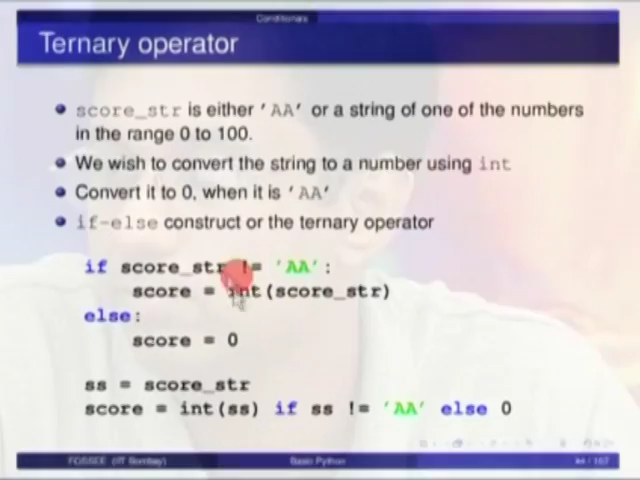 Conditionals
Ternary operator
score_str is either 'AA' or a string of one of the numbers
in the range 0 to 100.
We wish to convert the string to a number using int
Convert it to 0, when it is 'AA'
if-else construct or the ternary operator
if score_str != 'AA':
score = int(score_str)
else:
score = 0
ss = score_str
score = int(ss) if ss != 'AA' else 0
FOSSEE (IIT Bombay)
Basic Python
/ 167